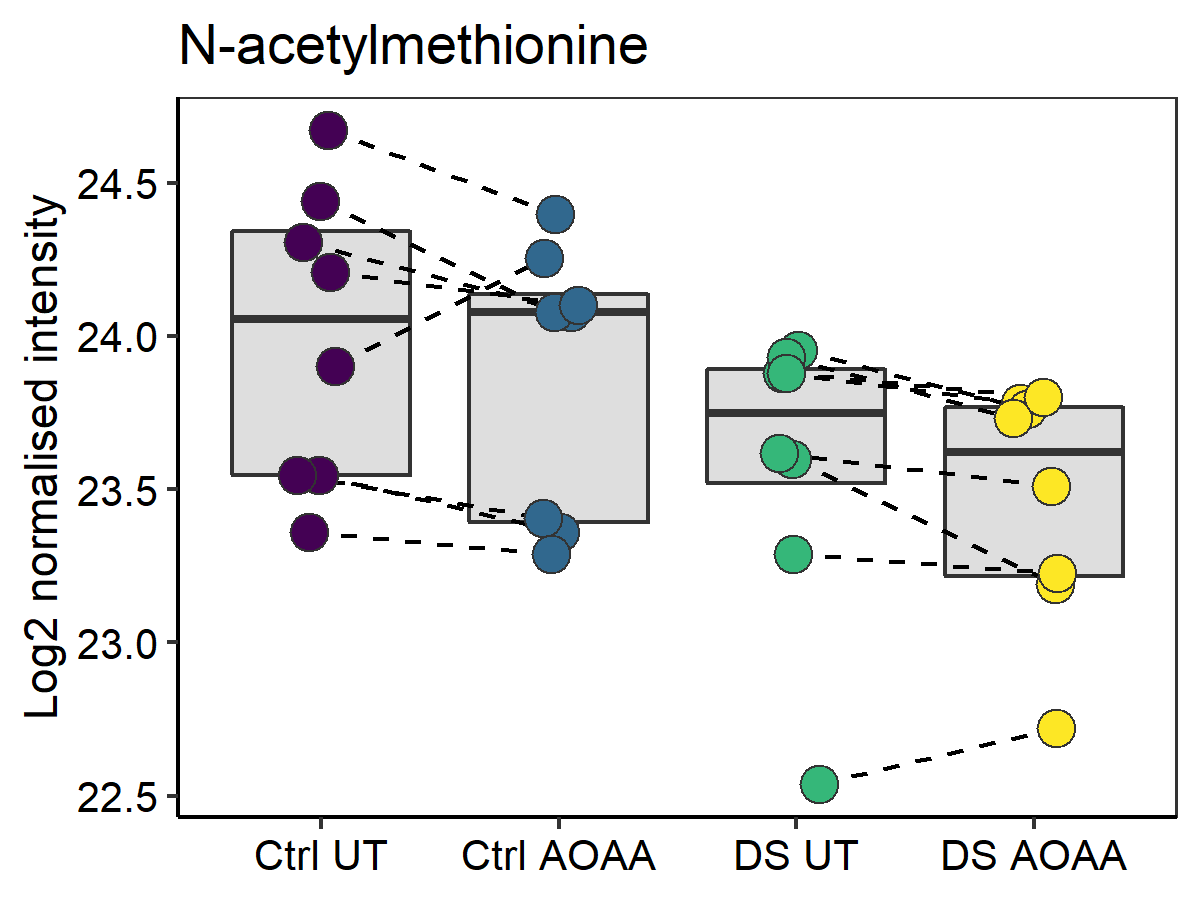 N-acetylmethionine
Log2 normalised intensity
24.5
24.0
23.5
23.0
22.5
Ctrl UT
Ctrl AOAA
DS UT
DS AOAA